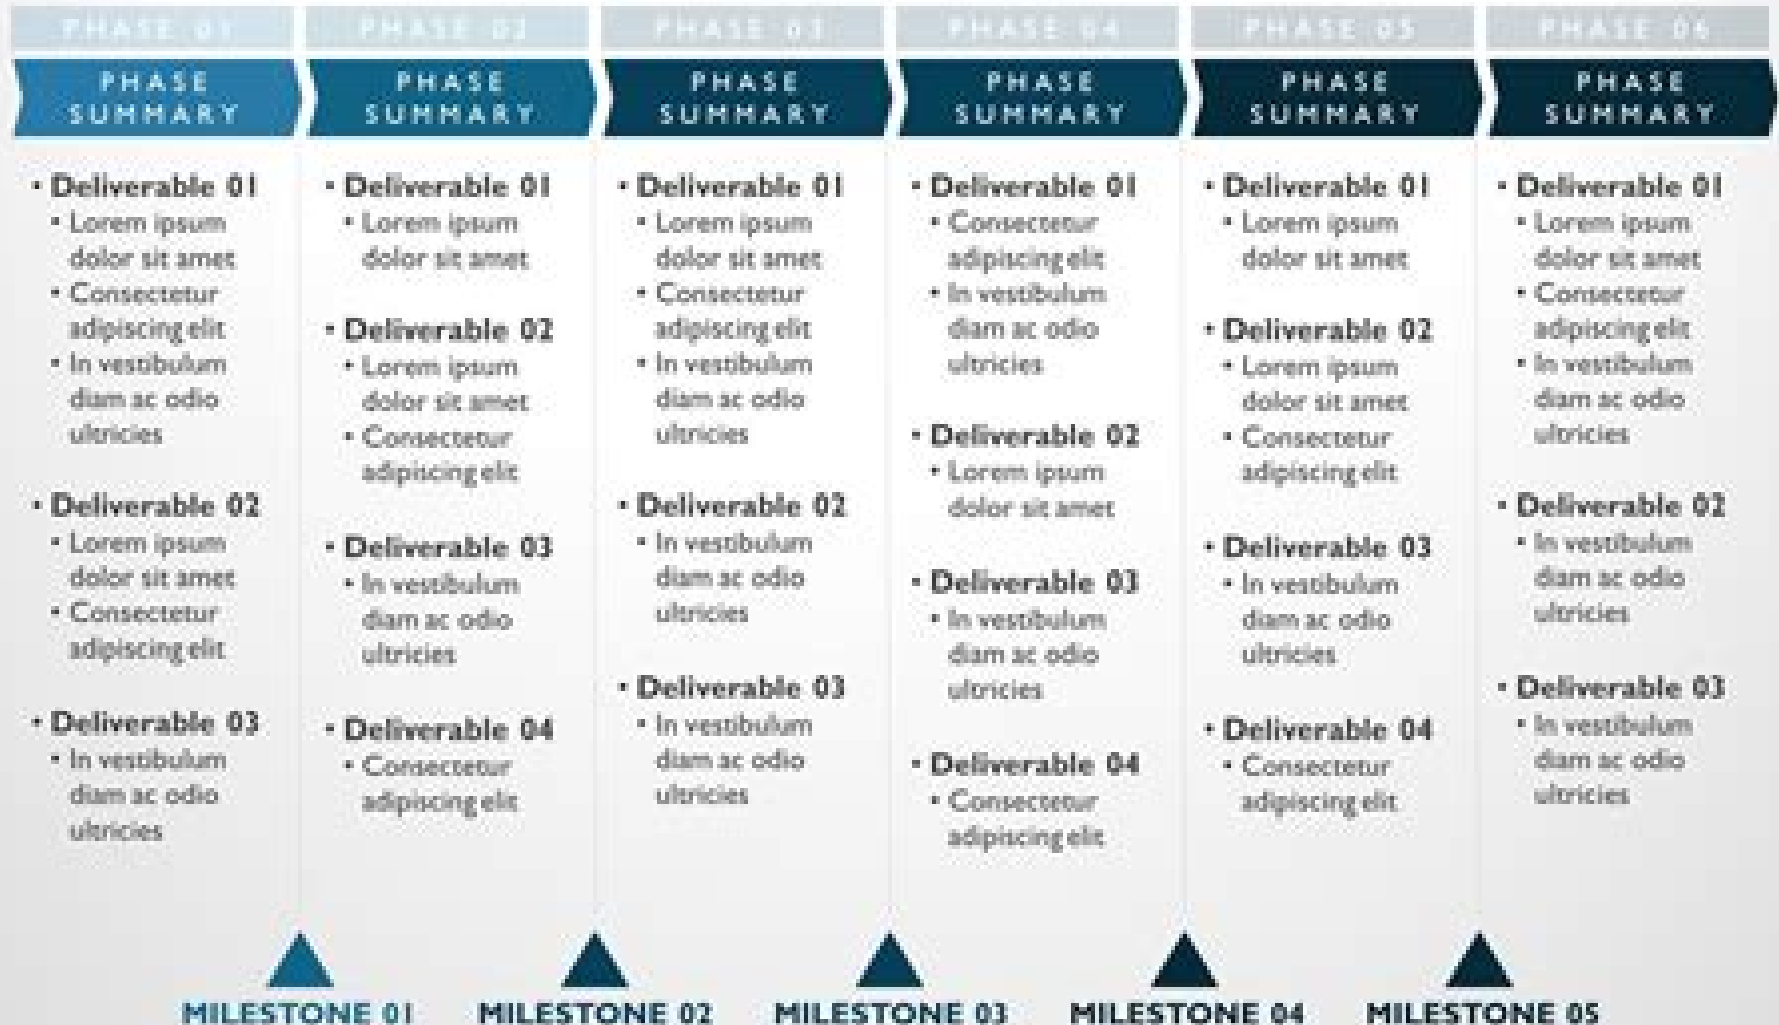 PHASE 01
PHASE 02
PHASE 03
PHASE 04
PHASE 05
PHASE 06
PHASE
SUMMARY
PHASE
SUMMARY
PHASE
SUMMARY
PHASE
SUMMARY
PHASE
SUMMARY
PHASE
SUMMARY
• Deliverable 01
• Lorem ipsum
dolor sit amet
• Consectetur
adipiscing elit
• In vestibulum
diam ac odio
ultricies
• Deliverable 02
• Lorem ipsum
dolor sit amet
• Consectetur
adipiscing elit
• Deliverable 03
• In vestibulum
diam ac odio
ultricies
• Deliverable 01
• Lorem ipsum
dolor sit amet
• Deliverable 02
• Lorem ipsum
dolor sit amet
• Consectetur
adipiscing elit
• Deliverable 03
• In vestibulum
diam ac odio
ultricies
• Deliverable 04
• Consectetur
adipiscing elit
• Deliverable 01
• Lorem ipsum
dolor sit amet
• Consectetur
adipiscing elit
• In vestibulum
diam ac odio
ultricies
• Deliverable 02
• In vestibulum
diam ac odio
ultricies
• Deliverable 03
• In vestibulum
diam ac odio
ultricies
• Deliverable 01
• Consectetur
adipiscing elit
• In vestibulum
diam ac odio
ultricies
• Deliverable 02
• Lorem ipsum
dolor sit amet
• Deliverable 03
• In vestibulum
diam ac odio
ultricies
• Deliverable 04
• Consectetur
adipiscing elit
• Deliverable 01
• Lorem ipsum
dolor sit amet
• Deliverable 02
• Lorem ipsum
dolor sit amet
• Consectetur
adipiscing elit
• Deliverable 03
• In vestibulum
diam ac odio
ultricies
• Deliverable 04
• Consectetur
adipiscing elit
• Deliverable 01
• Lorem ipsum
dolor sit amet
• Consectetur
adipiscing elit
• In vestibulum
diam ac odio
ultricies
• Deliverable 02
• In vestibulum
diam ac odio
ultricies
• Deliverable 03
• In vestibulum
diam ac odio
ultricies
MILESTONE 01
MILESTONE 02
MILESTONE 03
MILESTONE 04
MILESTONE 05